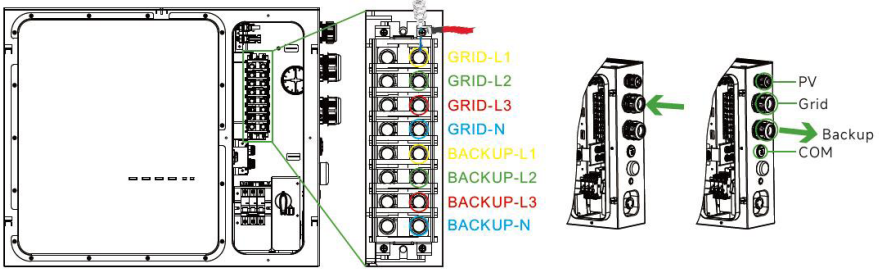 GRID-L1
GRID-L2
GRID-L3
GRID-N
BACKUP-L1
BACKUP-L2
BACKUP-L3
BACKUP-N
PV
Grid
Backup
COM